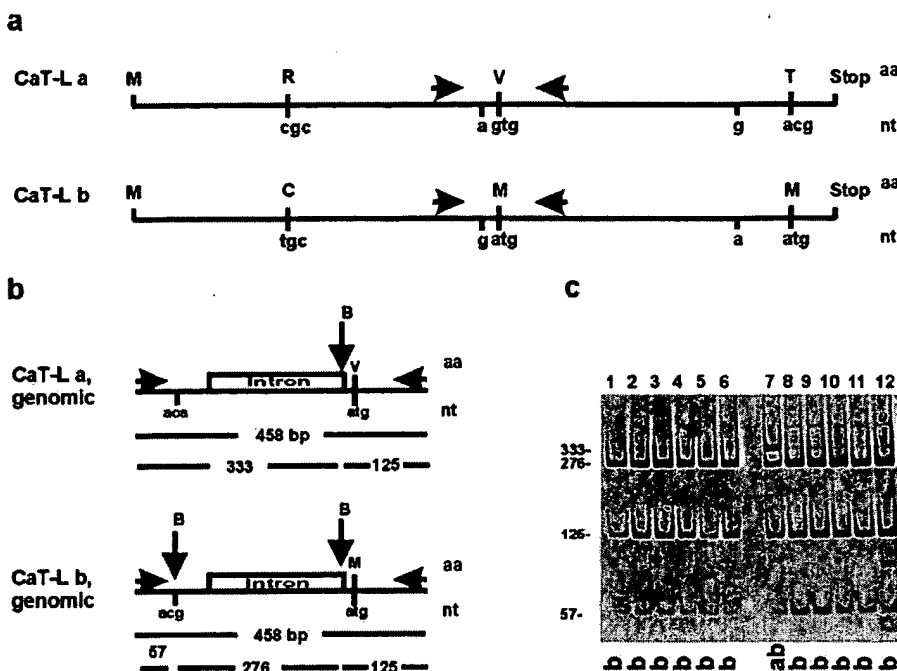 a
CaT-L a M R V T Stop aa
cgc a gtg g acg nt
CaT-L b M C M M Stop aa
tgc g atg a atg nt
b
B
CaT-L a, genomic Intron V aa
aca atg nt
458 bp
333 125
B B
CaT-L b, genomic Intron M aa
acg atg nt
458 bp
57 276 125
c
1 2 3 4 5 6 7 8 9 10 11 12
333-
276-
125-
57-
b b b b b b ab b b b b b